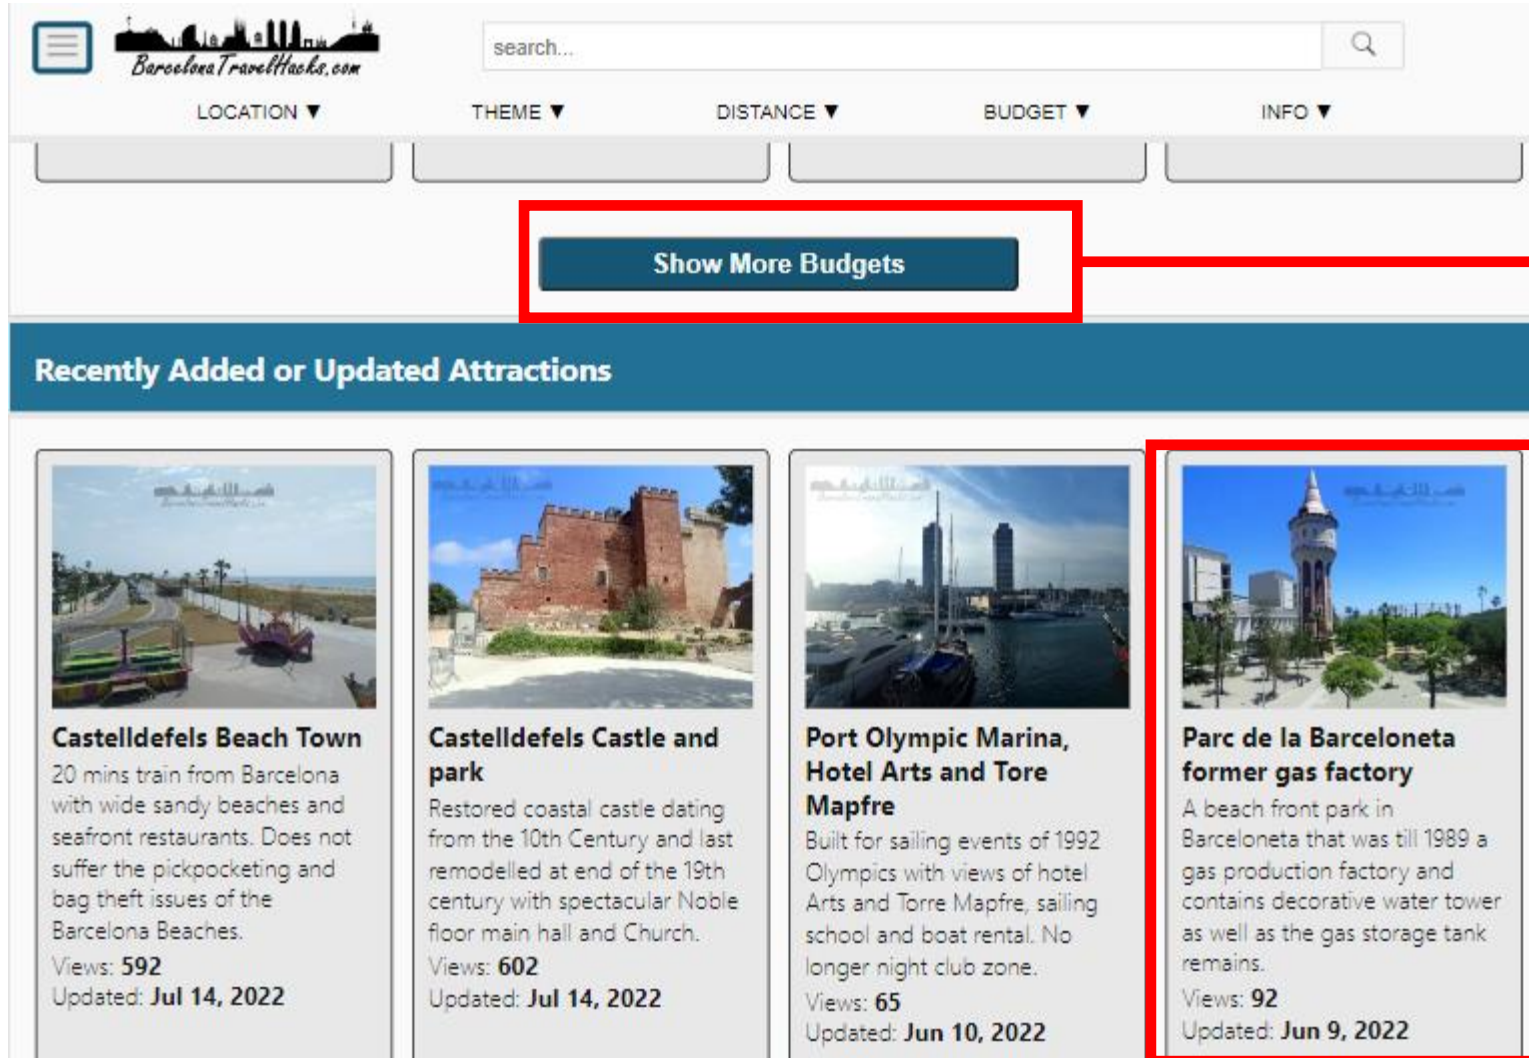 BarcelonaTravelHacks.com
search...
LOCATION ▼ THEME ▼ DISTANCE ▼ BUDGET ▼ INFO ▼
Show More Budgets
Recently Added or Updated Attractions
Castelldefels Beach Town
20 mins train from Barcelona
with wide sandy beaches and
seafront restaurants. Does not
suffer the pickpocketing and
bag theft issues of the
Barcelona Beaches.
Views: 592
Updated: Jul 14, 2022
Castelldefels Castle and
park
Restored coastal castle dating
from the 10th Century and last
remodelled at end of the 19th
century with spectacular Noble
floor main hall and Church.
Views: 602
Updated: Jul 14, 2022
Port Olympic Marina,
Hotel Arts and Tore
Mapfre
Built for sailing events of 1992
Olympics with views of hotel
Arts and Torre Mapfre, sailing
school and boat rental. No
longer night club zone.
Views: 65
Updated: Jun 10, 2022
Parc de la Barceloneta
former gas factory
A beach front park in
Barceloneta that was till 1989 a
gas production factory and
contains decorative water tower
as well as the gas storage tank
remains.
Views: 92
Updated: Jun 9, 2022